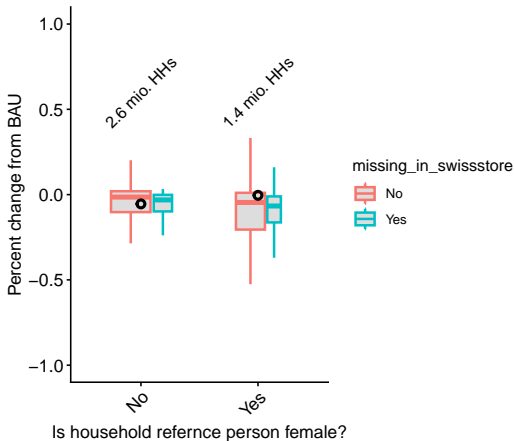 1.0
0.5
0.0
−0.5
−1.0
Percent change from BAU
2.6 mio. HHs
1.4 mio. HHs
No
Yes
Is household refernce person female?
missing_in_swissstore
No
Yes